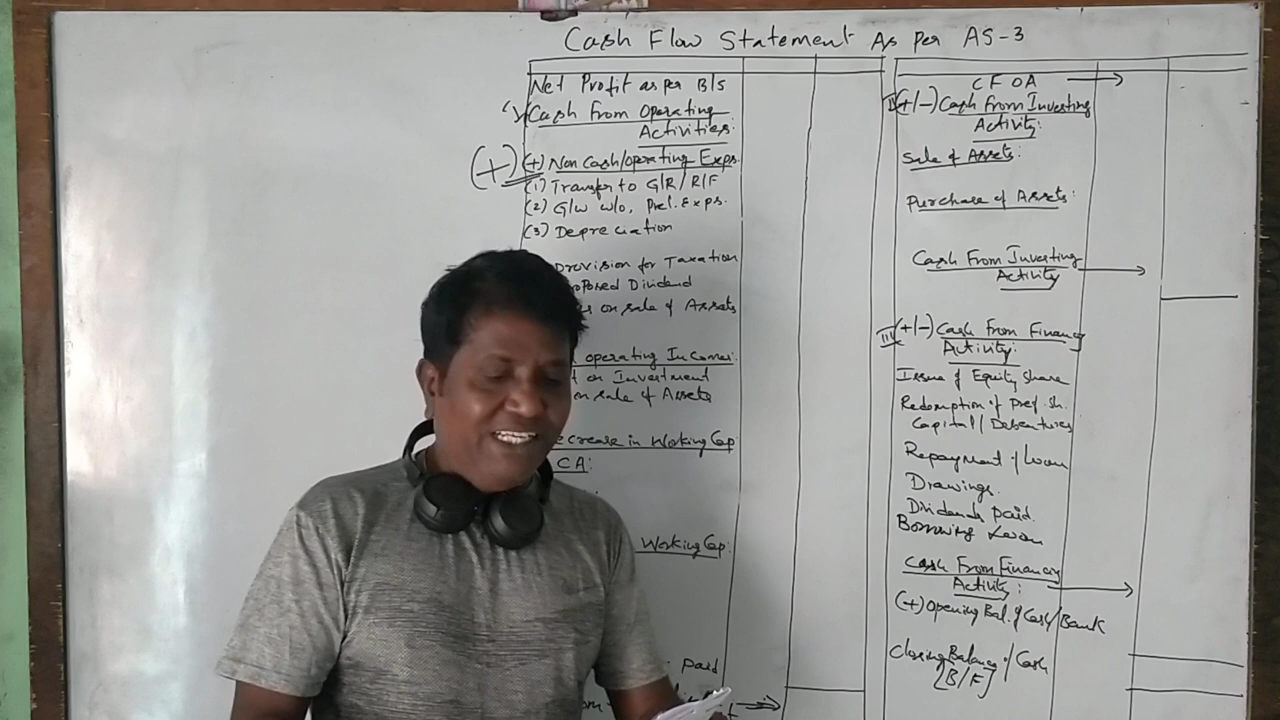 Cash Flow Statement As Per AS-3
Net Profit as per B/S
Cash From Operating
Activities:
(+) (+) Non Cash/operating Exps.
(1) Transfer to G/R / R/F
(2) G/w w/o, Prel. Exps.
(3) Depreciation
Provision for Taxation
Dividend
on sale of Assets
operating Incomes:
on Investment
on sale of Assets
in Working Cap
CA:
Working Cap:
paid
CFOA
II (+/-) Cash From Investing
Activity:
Sale of Assets:
Purchase of Assets:
Cash From Investing
Activity
III (+/-) Cash From Financing
Activity:
Issue of Equity Share
Redemption of Pref. Sh.
Capital / Debentures
Repayment of Loan
Drawings.
Dividends paid.
Borrowing Loan
Cash From Financing
Activity:
(+) Opening Bal. of Cash/Bank
Closing Balance of Cash
[B/F]